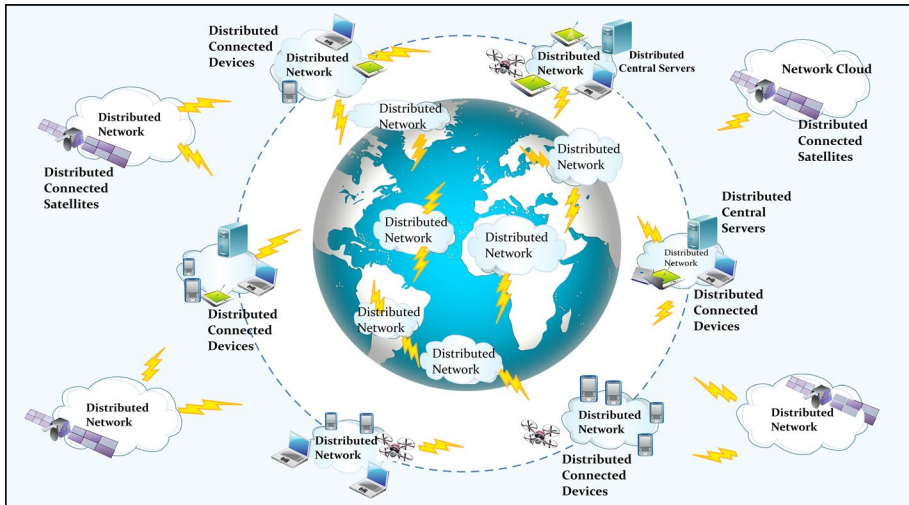 Distributed
Connected
Devices
Distributed
Network
Distributed
Network
Distributed
Central Servers
Network Cloud
Distributed
Connected
Satellites
Distributed
Network
Distributed
Connected
Satellites
Distributed
Network
Distributed
Network
Distributed
Network
Distributed
Network
Distributed
Central
Servers
Distributed
Network
Distributed
Connected
Devices
Distributed
Connected
Devices
Distributed
Network
Distributed
Network
Distributed
Network
Distributed
Network
Distributed
Network
Distributed
Connected
Devices
Distributed
Network